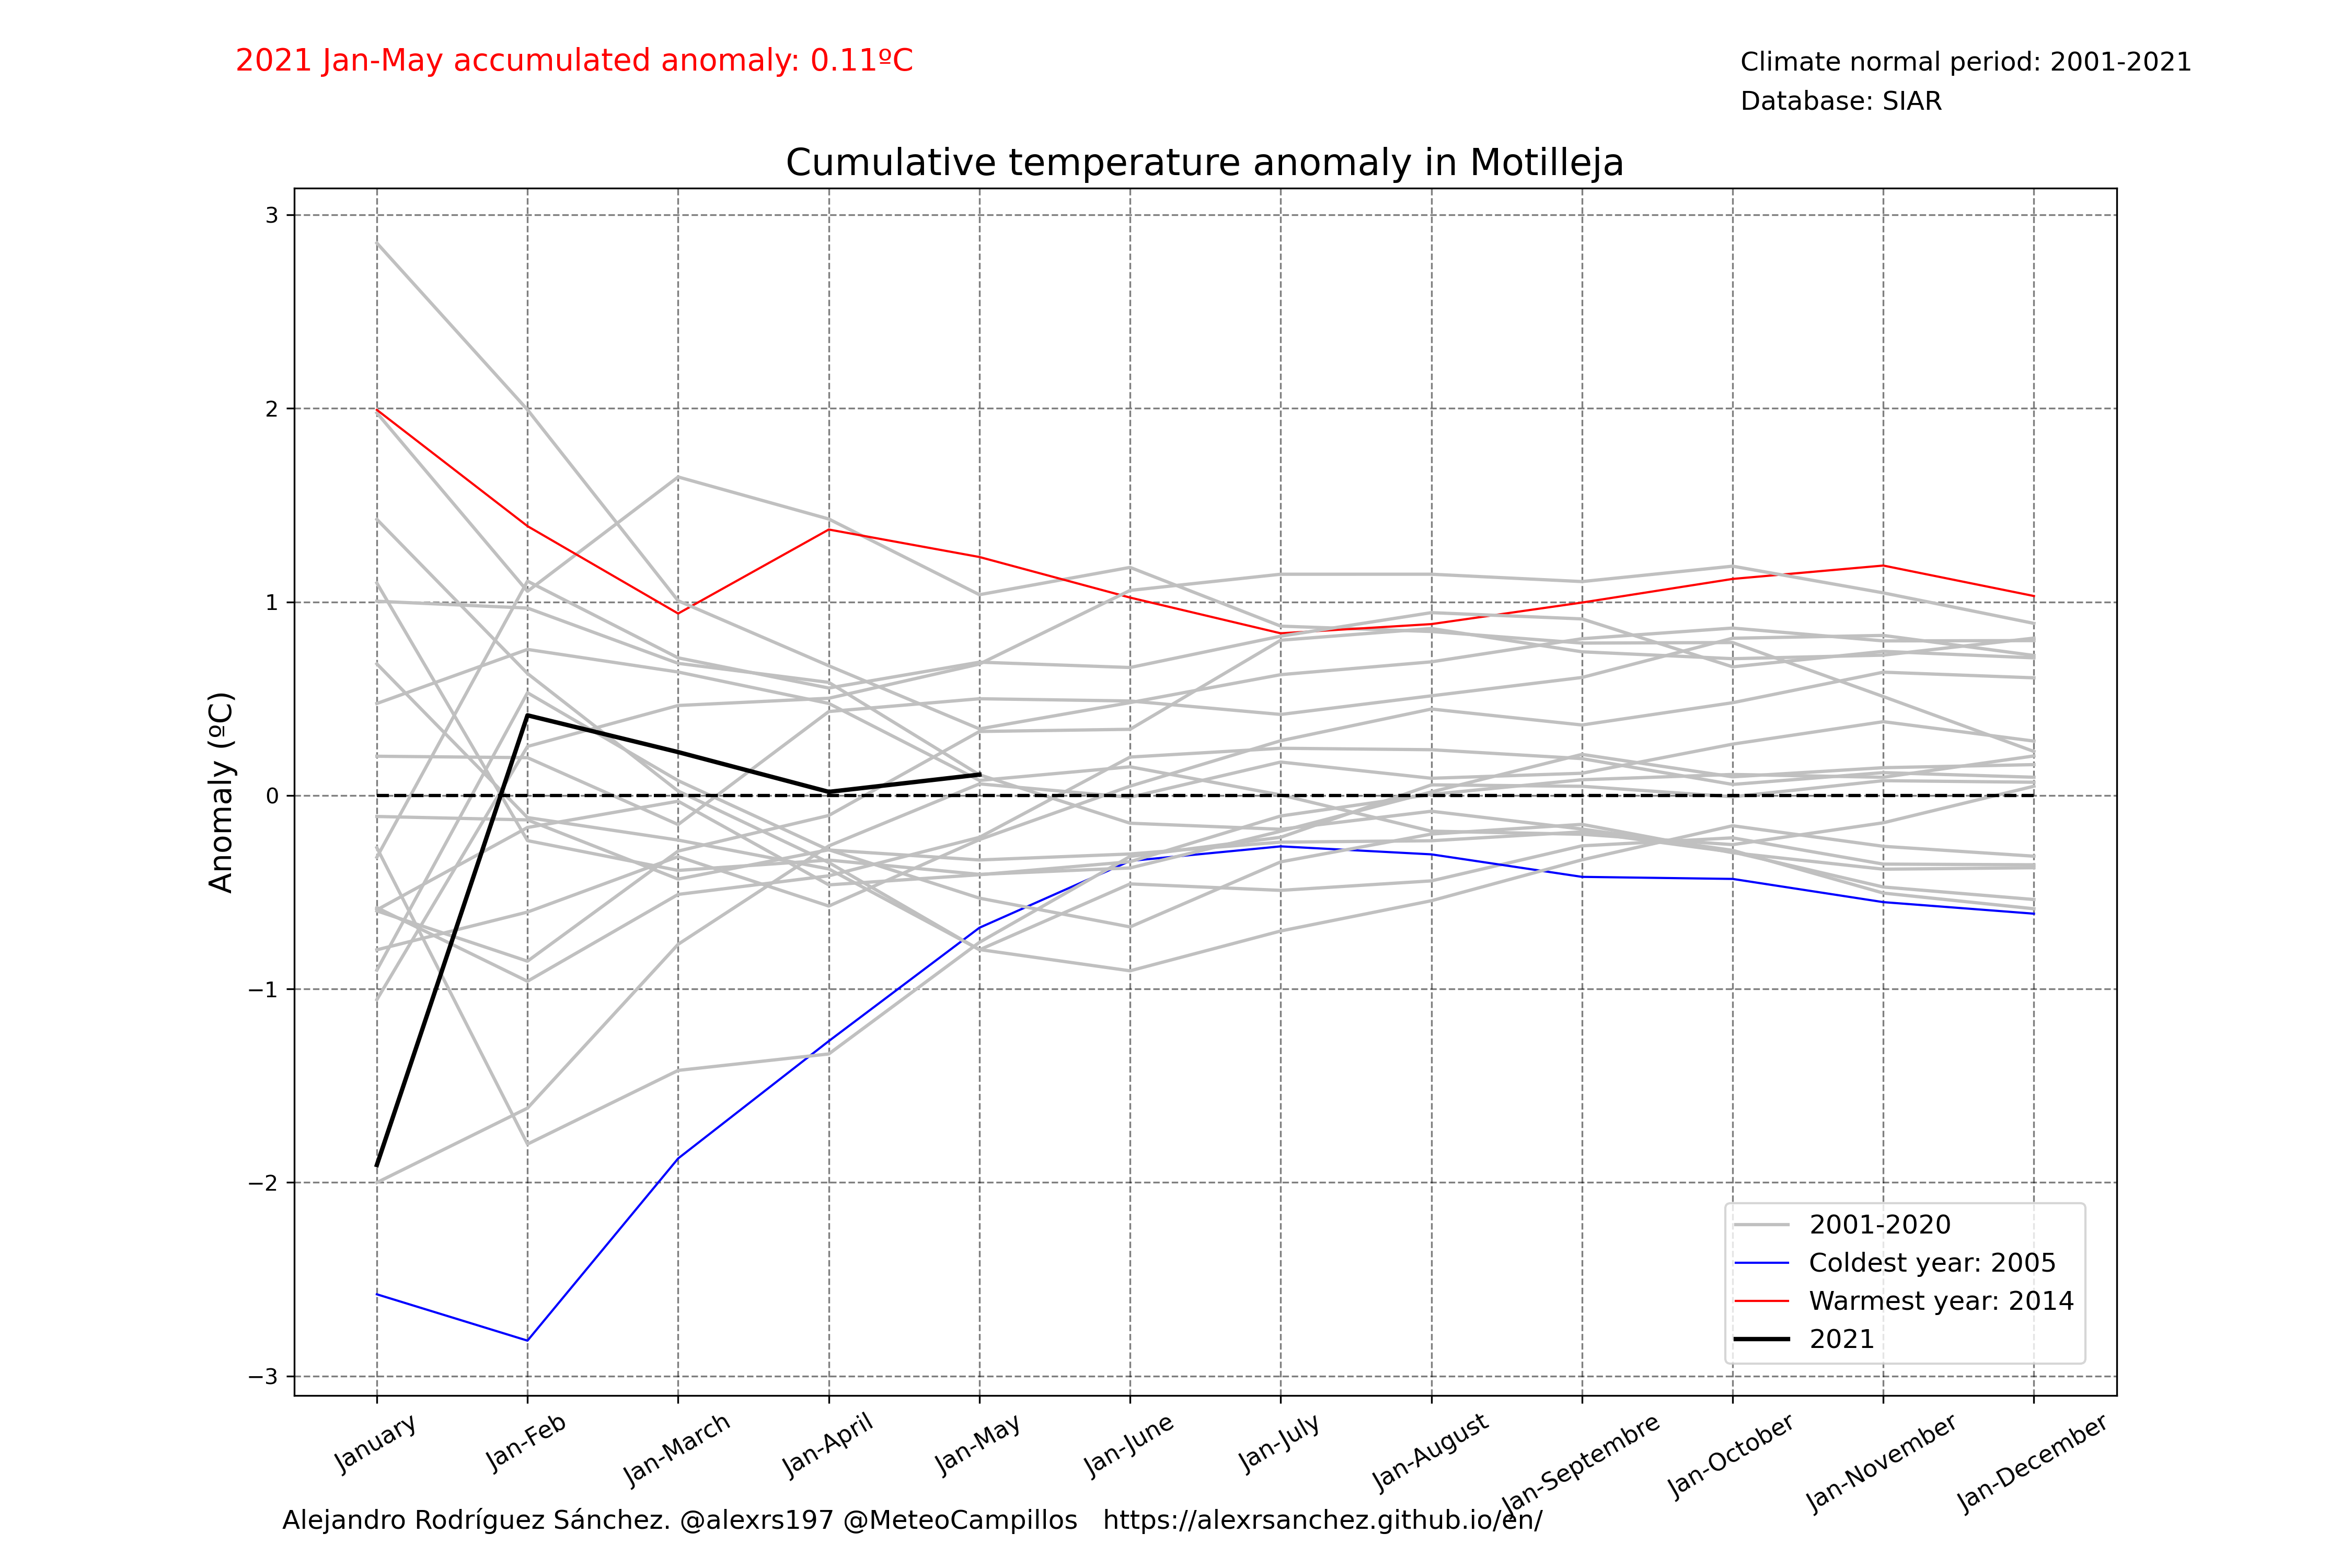 2021 Jan-May accumulated anomaly: 0.11ºC
Climate normal period: 2001-2021
Database: SIAR
Cumulative temperature anomaly in Motilleja
Anomaly (ºC)
3
2
1
0
−1
−2
−3
2001-2020
Coldest year: 2005
Warmest year: 2014
2021
January
Jan-Feb
Jan-March
Jan-April
Jan-May
Jan-June
Jan-July
Jan-August
Jan-Septembre
Jan-October
Jan-November
Jan-December
Alejandro Rodríguez Sánchez. @alexrs197 @MeteoCampillos https://alexrsanchez.github.io/en/